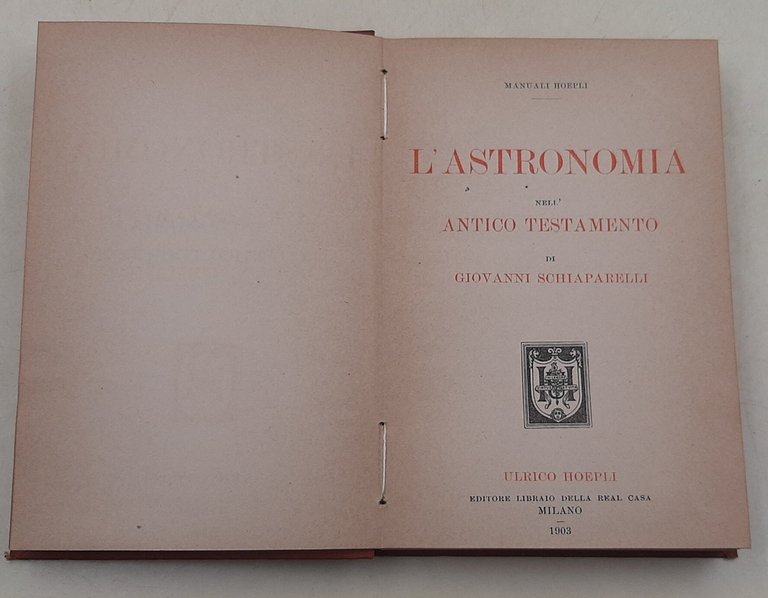 MANUALI HOEPLI
L'ASTRONOMIA
NELL'
ANTICO TESTAMENTO
DI
GIOVANNI SCHIAPARELLI
ULRICO HOEPLI
EDITORE LIBRAIO DELLA REAL CASA
MILANO
1903